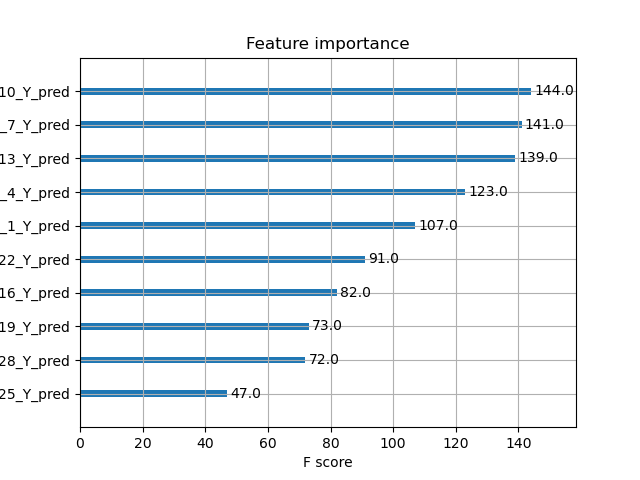 Feature importance
10_Y_pred 144.0
_7_Y_pred 141.0
13_Y_pred 139.0
_4_Y_pred 123.0
_1_Y_pred 107.0
22_Y_pred 91.0
16_Y_pred 82.0
19_Y_pred 73.0
28_Y_pred 72.0
25_Y_pred 47.0
0 20 40 60 80 100 120 140
F score